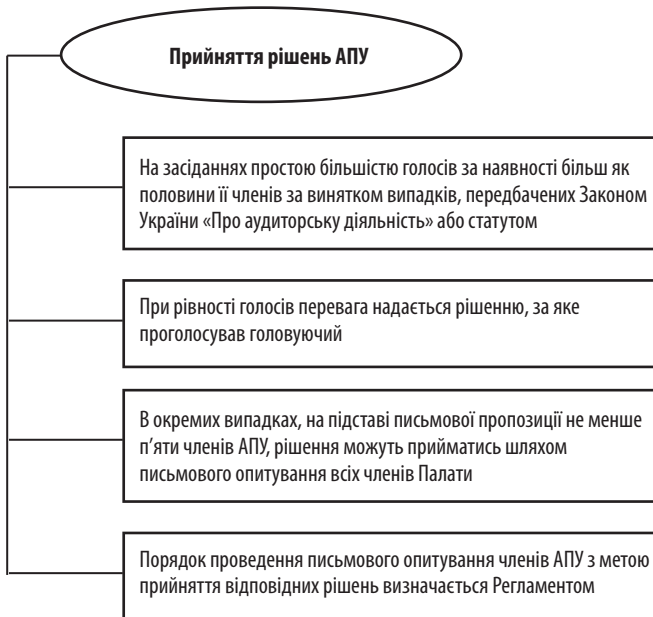 Прийняття рішень АПУ
На засіданнях простою більшістю голосів за наявності більш як
половини її членів за винятком випадків, передбачених Законом
України «Про аудиторську діяльність» або статутом
При рівності голосів перевага надається рішенню, за яке
проголосував головуючий
В окремих випадках, на підставі письмової пропозиції не менше
п’яти членів АПУ, рішення можуть прийматись шляхом
письмового опитування всіх членів Палати
Порядок проведення письмового опитування членів АПУ з метою
прийняття відповідних рішень визначається Регламентом